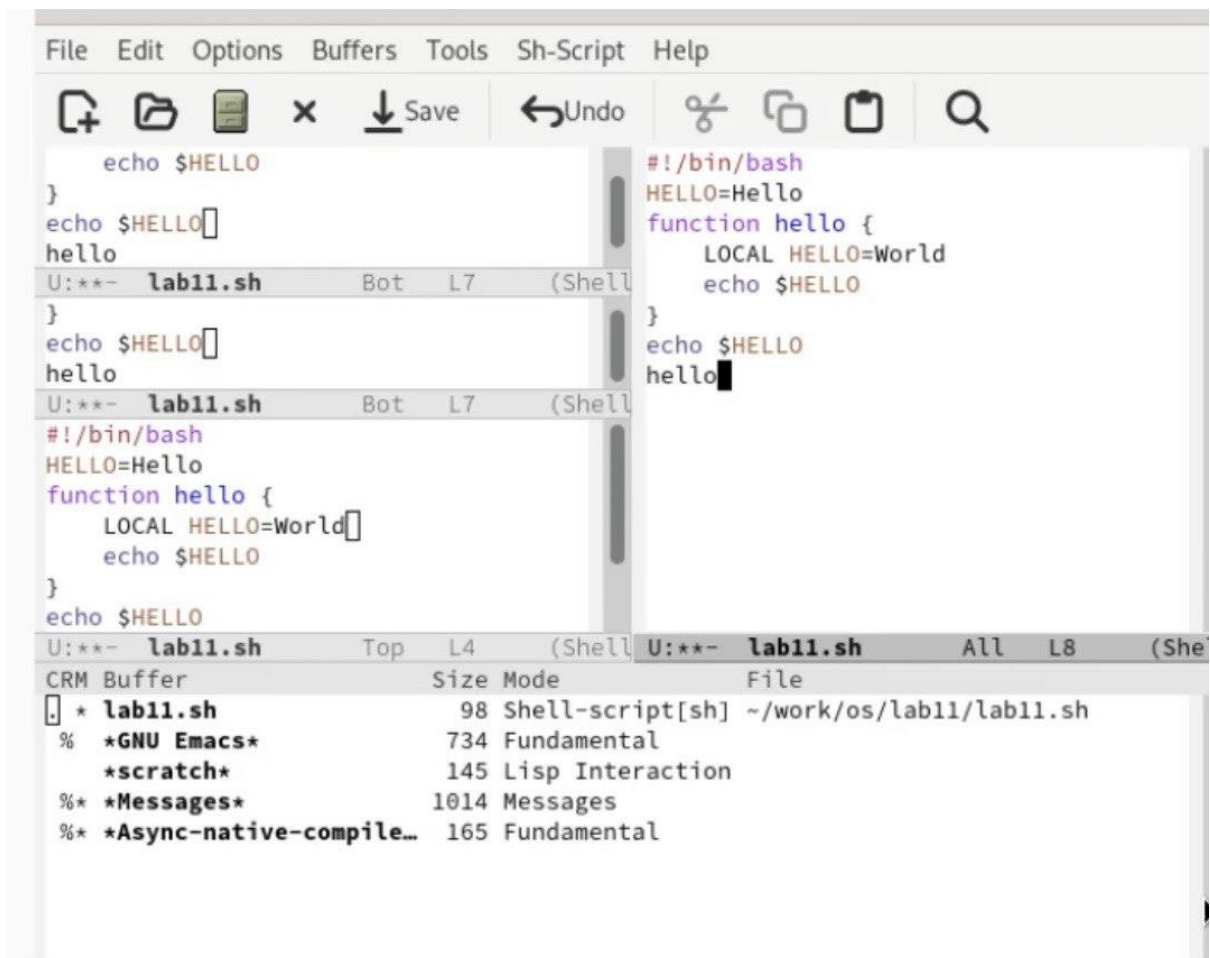 File Edit Options Buffers Tools Sh-Script Help
Save Undo
echo $HELLO
}
echo $HELLO
hello
U:**- lab11.sh Bot L7 (Shell
}
echo $HELLO
hello
U:**- lab11.sh Bot L7 (Shell
#!/bin/bash
HELLO=Hello
function hello {
LOCAL HELLO=World
echo $HELLO
}
echo $HELLO
U:**- lab11.sh Top L4 (Shell
#!/bin/bash
HELLO=Hello
function hello {
LOCAL HELLO=World
echo $HELLO
}
echo $HELLO
hello
U:**- lab11.sh All L8 (She
CRM Buffer Size Mode File
. * lab11.sh 98 Shell-script[sh] ~/work/os/lab11/lab11.sh
% *GNU Emacs* 734 Fundamental
*scratch* 145 Lisp Interaction
%* *Messages* 1014 Messages
%* *Async-native-compile… 165 Fundamental